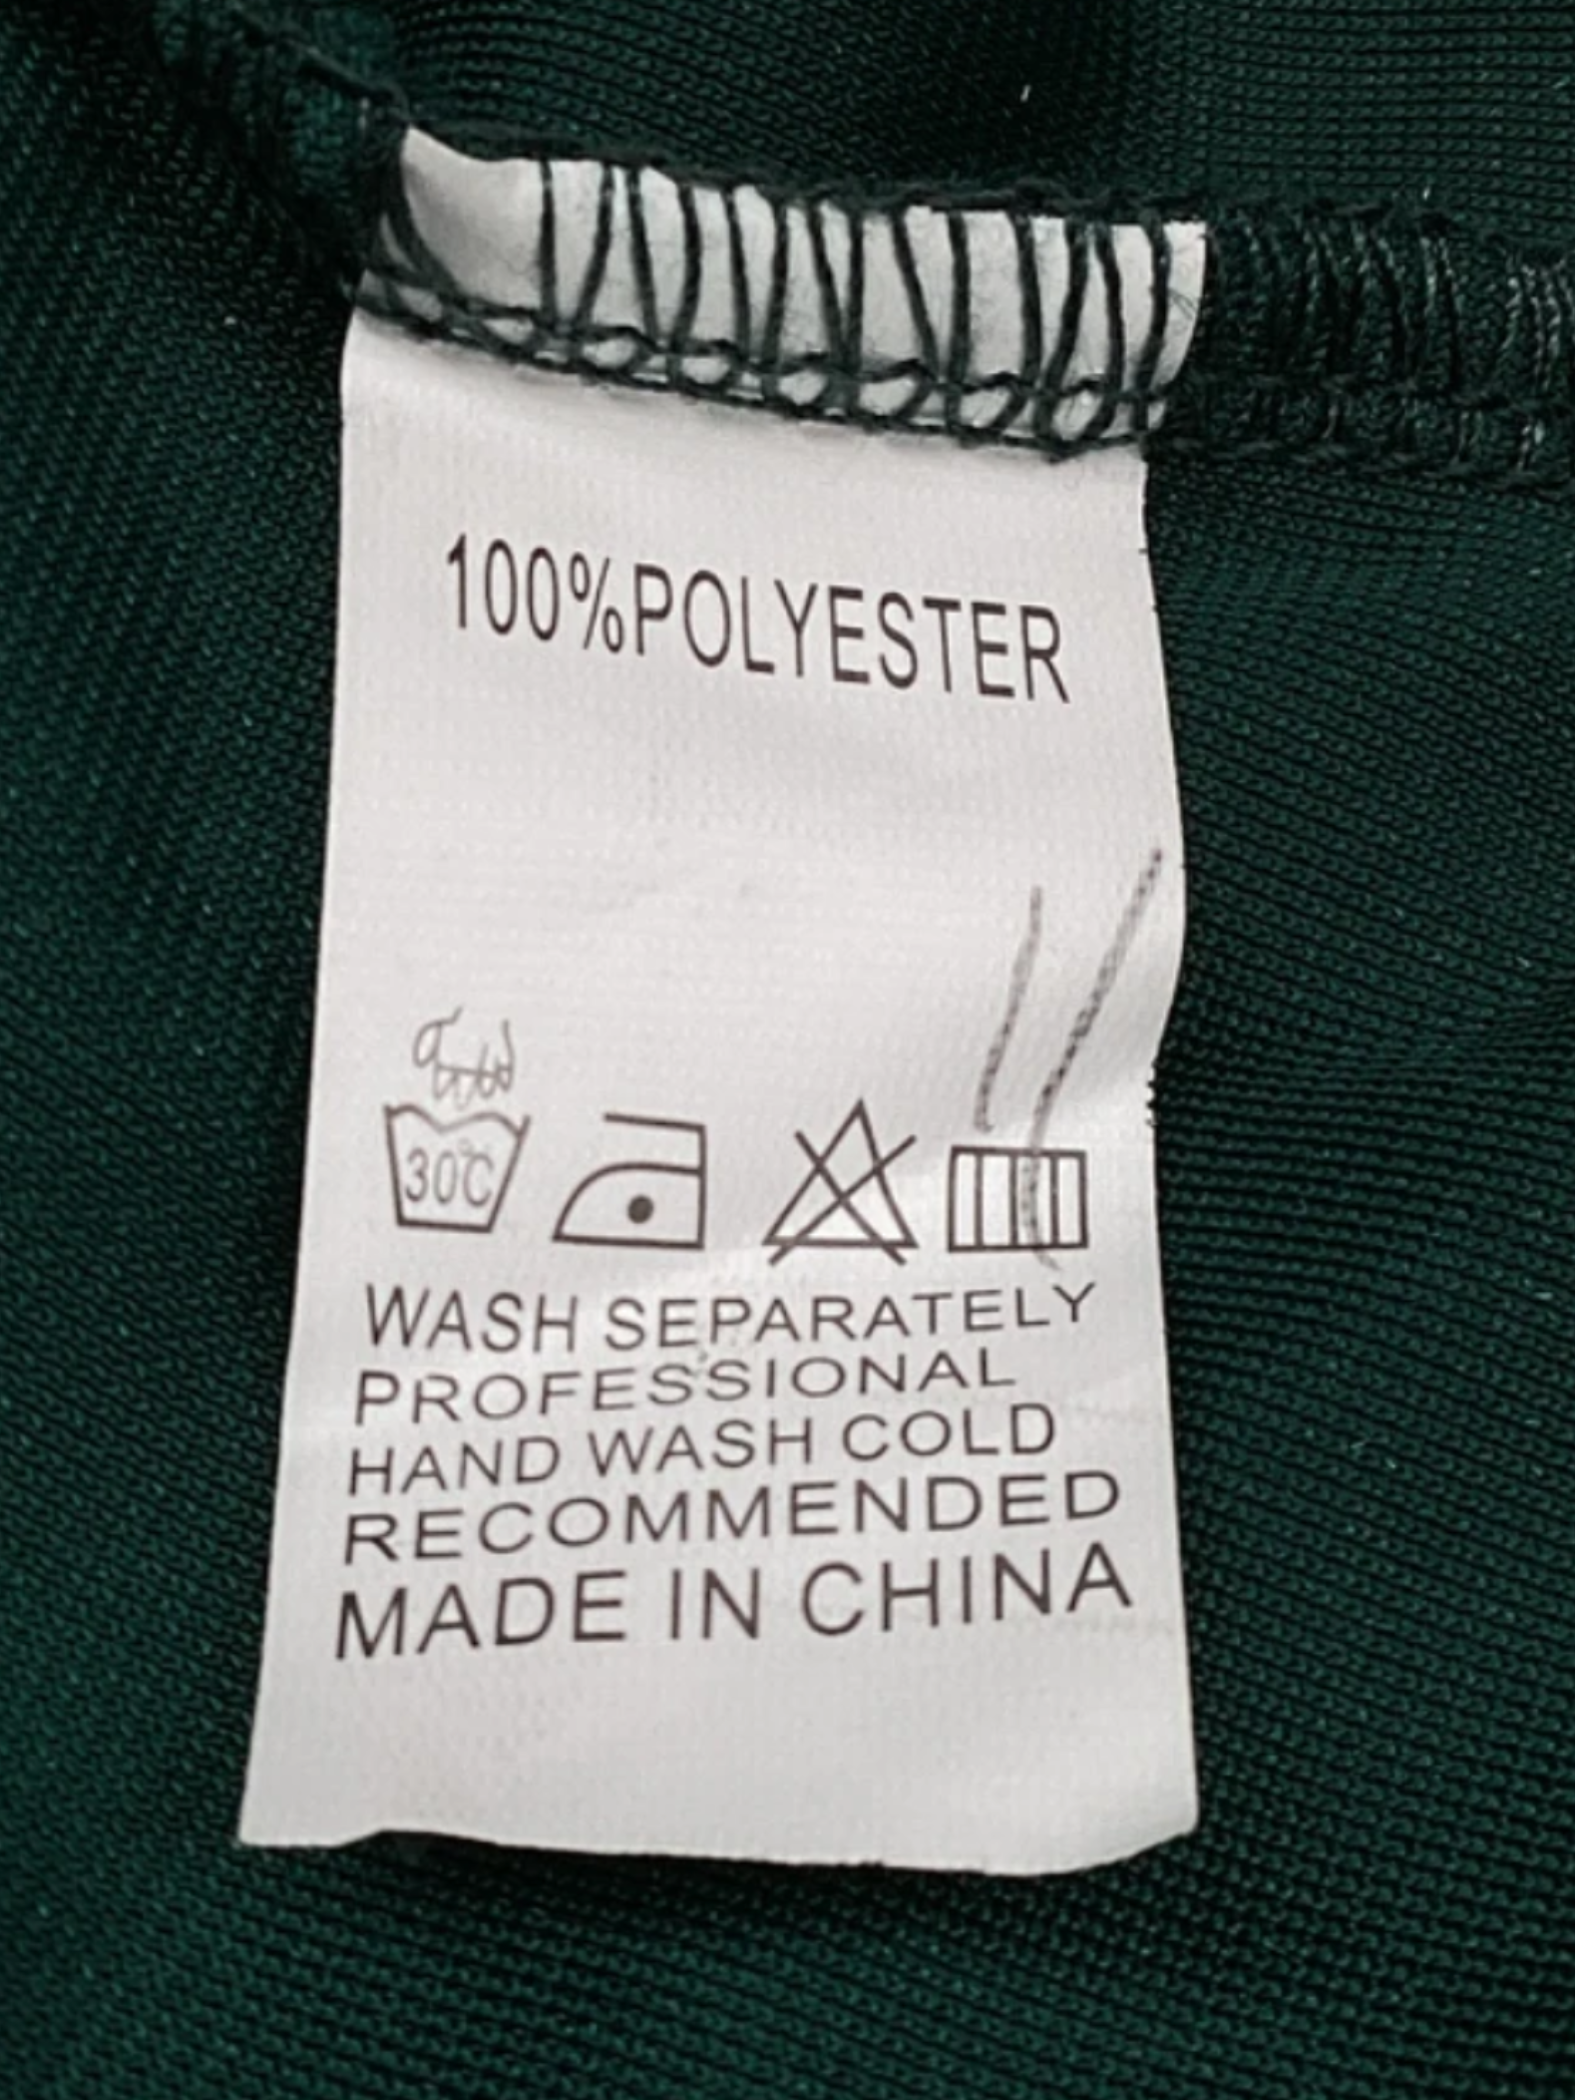 100%POLYESTER
30℃
WASH SEPARATELY
PROFESSIONAL
HAND WASH COLD
RECOMMENDED
MADE IN CHINA